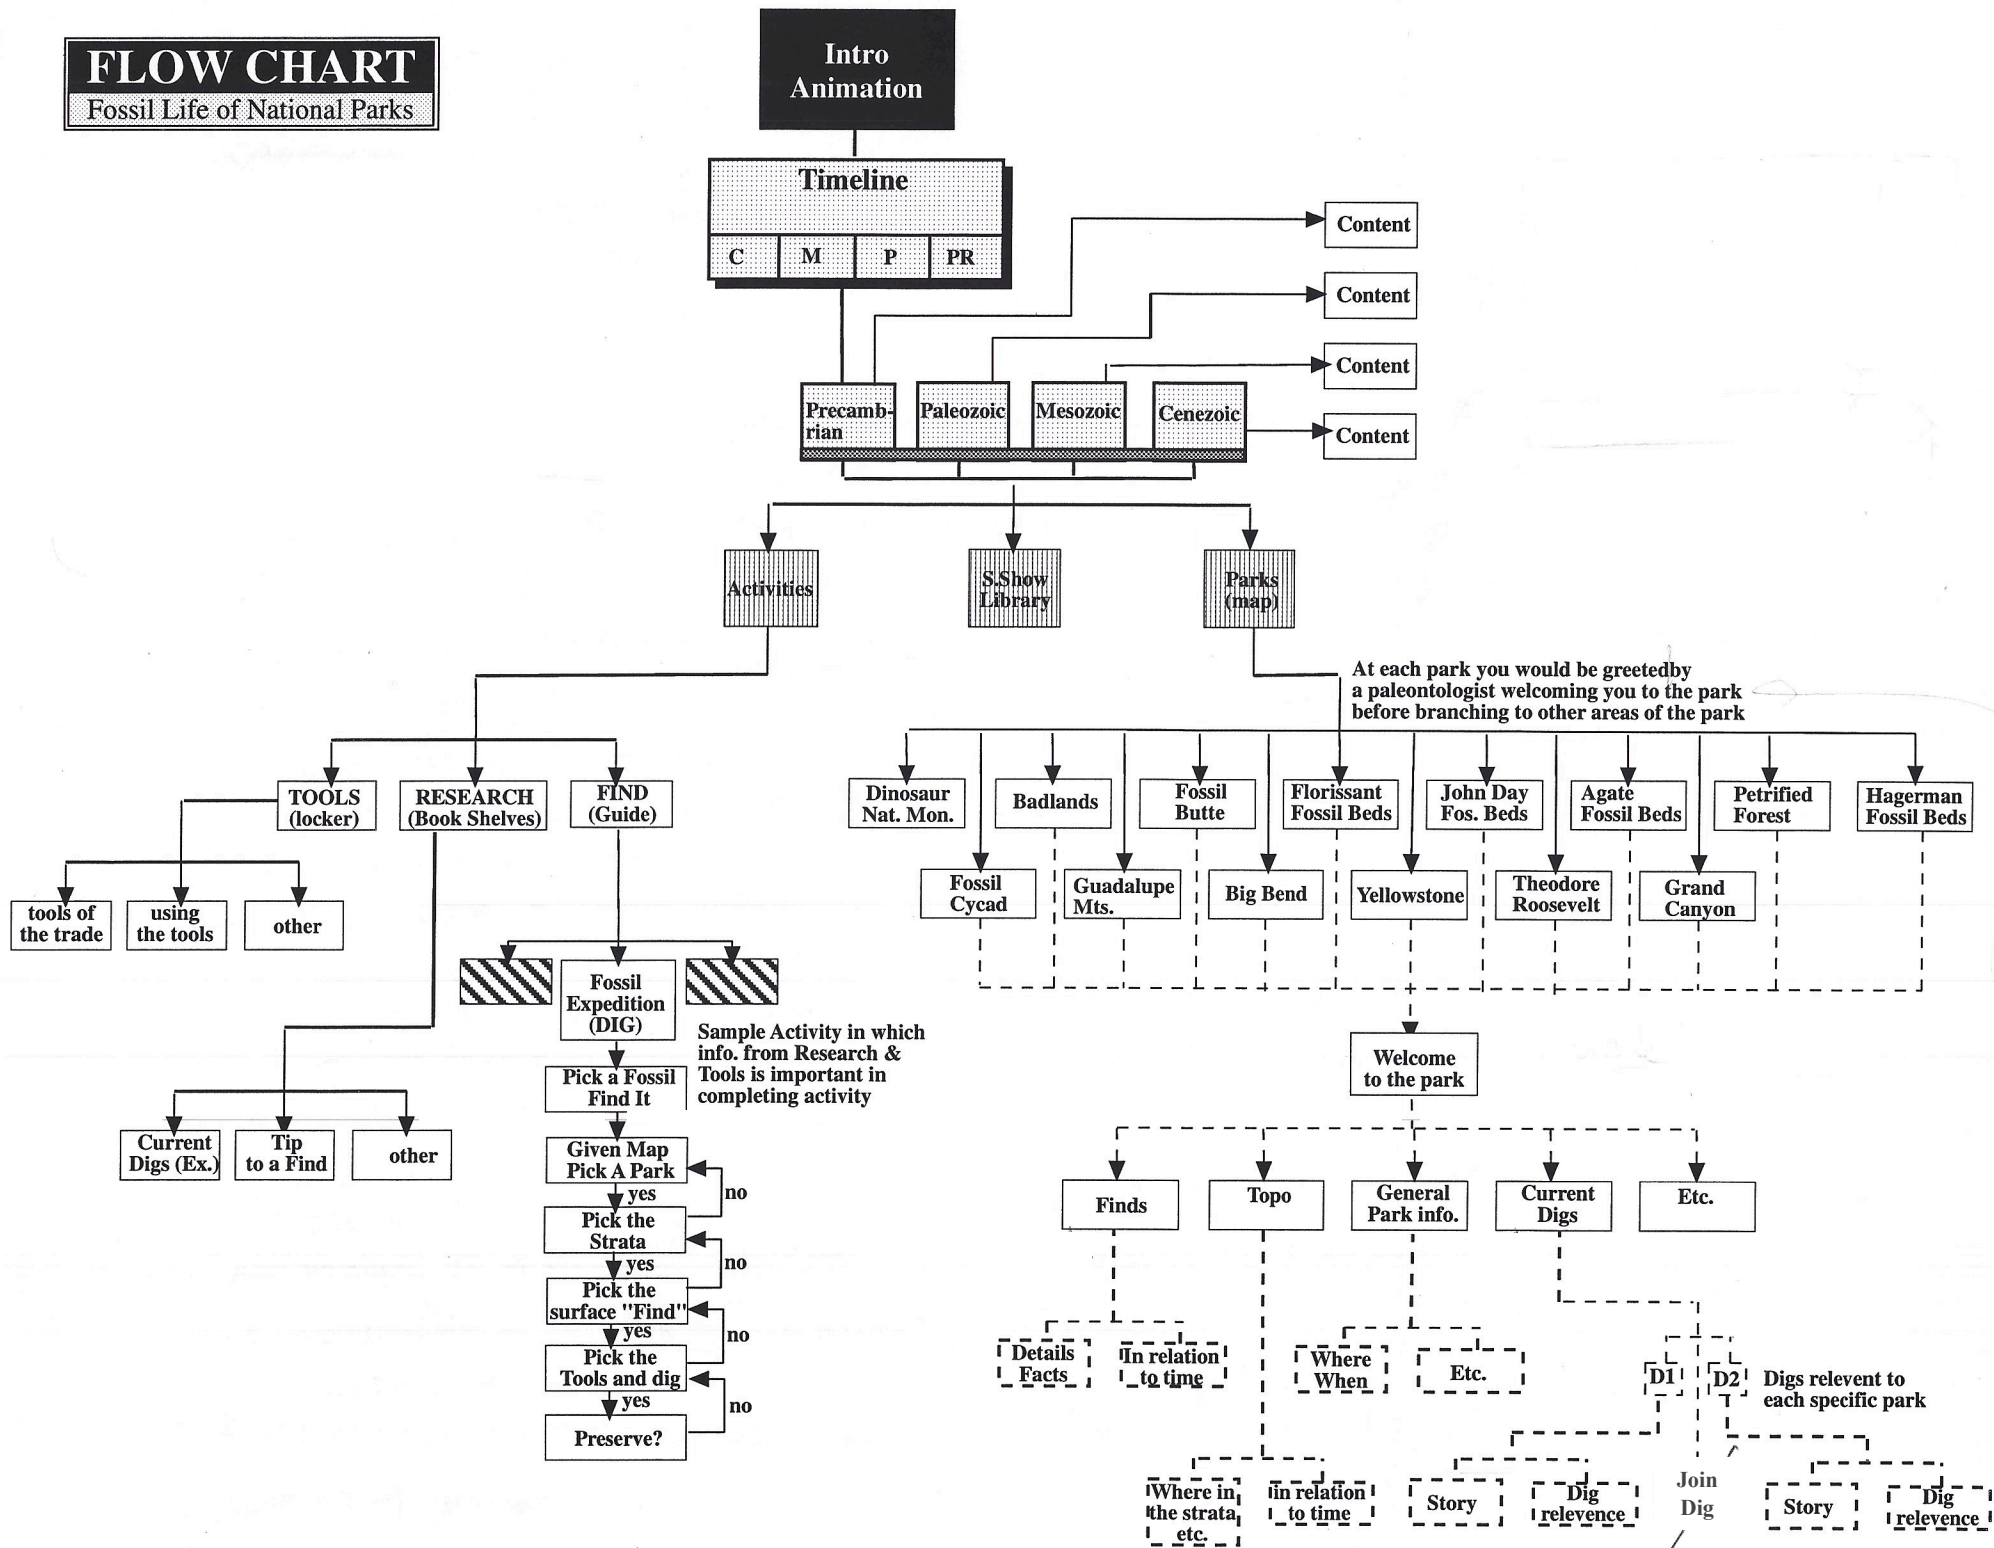 FLOW CHART
Fossil Life of National Parks
Intro
Animation
Timeline
C
M
P
PR
Content
Content
Content
Content
Precamb-
rian
Paleozoic
Mesozoic
Cenezoic
Activities
S.Show
Library
Parks
(map)
At each park you would be greetedby
a paleontologist welcoming you to the park
before branching to other areas of the park
TOOLS
(locker)
RESEARCH
(Book Shelves)
FIND
(Guide)
Dinosaur
Nat. Mon.
Badlands
Fossil
Butte
Florissant
Fossil Beds
John Day
Fos. Beds
Agate
Fossil Beds
Petrified
Forest
Hagerman
Fossil Beds
Fossil
Cycad
Guadalupe
Mts.
Big Bend
Yellowstone
Theodore
Roosevelt
Grand
Canyon
tools of
the trade
using
the tools
other
Fossil
Expedition
(DIG)
Sample Activity in which
info. from Research &
Tools is important in
completing activity
Pick a Fossil
Find It
Current
Digs (Ex.)
Tip
to a Find
other
Given Map
Pick A Park
yes
no
Pick the
Strata
yes
no
Pick the
surface "Find"
yes
no
Pick the
Tools and dig
yes
no
Preserve?
Welcome
to the park
Finds
Topo
General
Park info.
Current
Digs
Etc.
Details
Facts
In relation
to time
Where
When
Etc.
D1
D2
Digs relevent to
each specific park
Where in
the strata
etc.
in relation
to time
Story
Dig
relevence
Join
Dig
Story
Dig
relevence